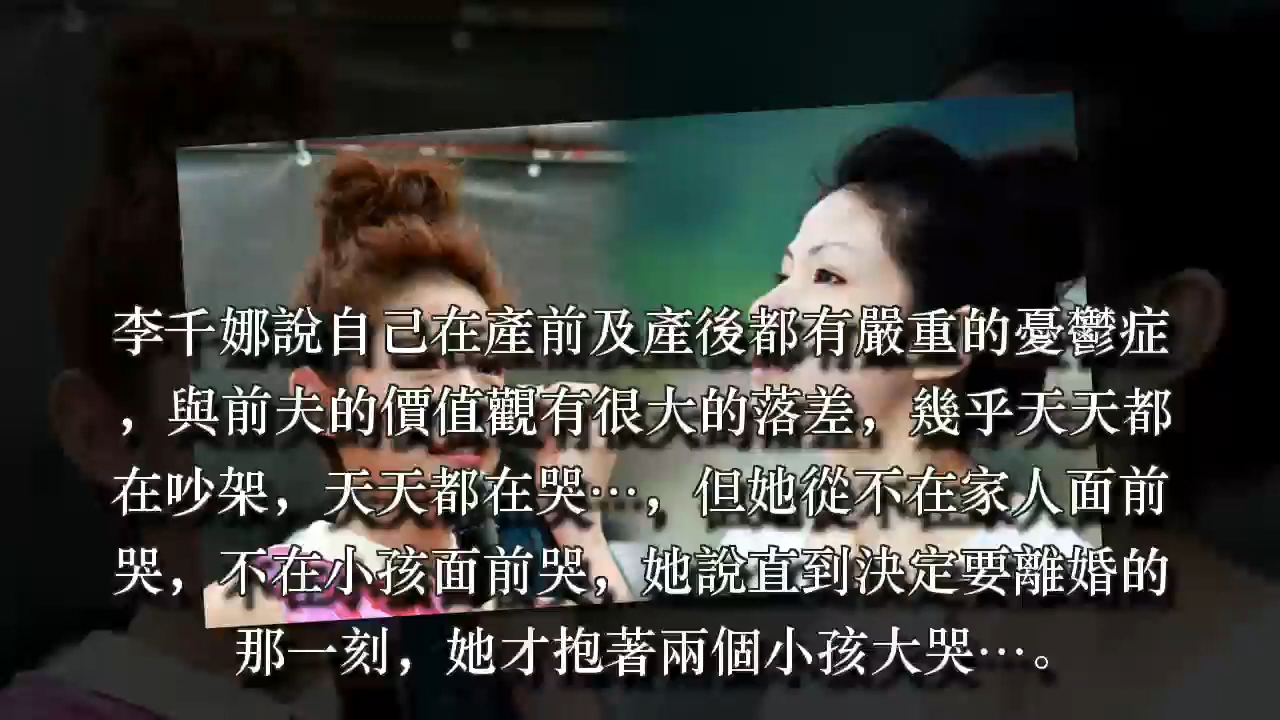 李千娜說自己在產前及產後都有嚴重的憂鬱症
，與前夫的價值觀有很大的落差，幾乎天天都
在吵架，天天都在哭…，但她從不在家人面前
哭，不在小孩面前哭，她說直到決定要離婚的
那一刻，她才抱著兩個小孩大哭…。